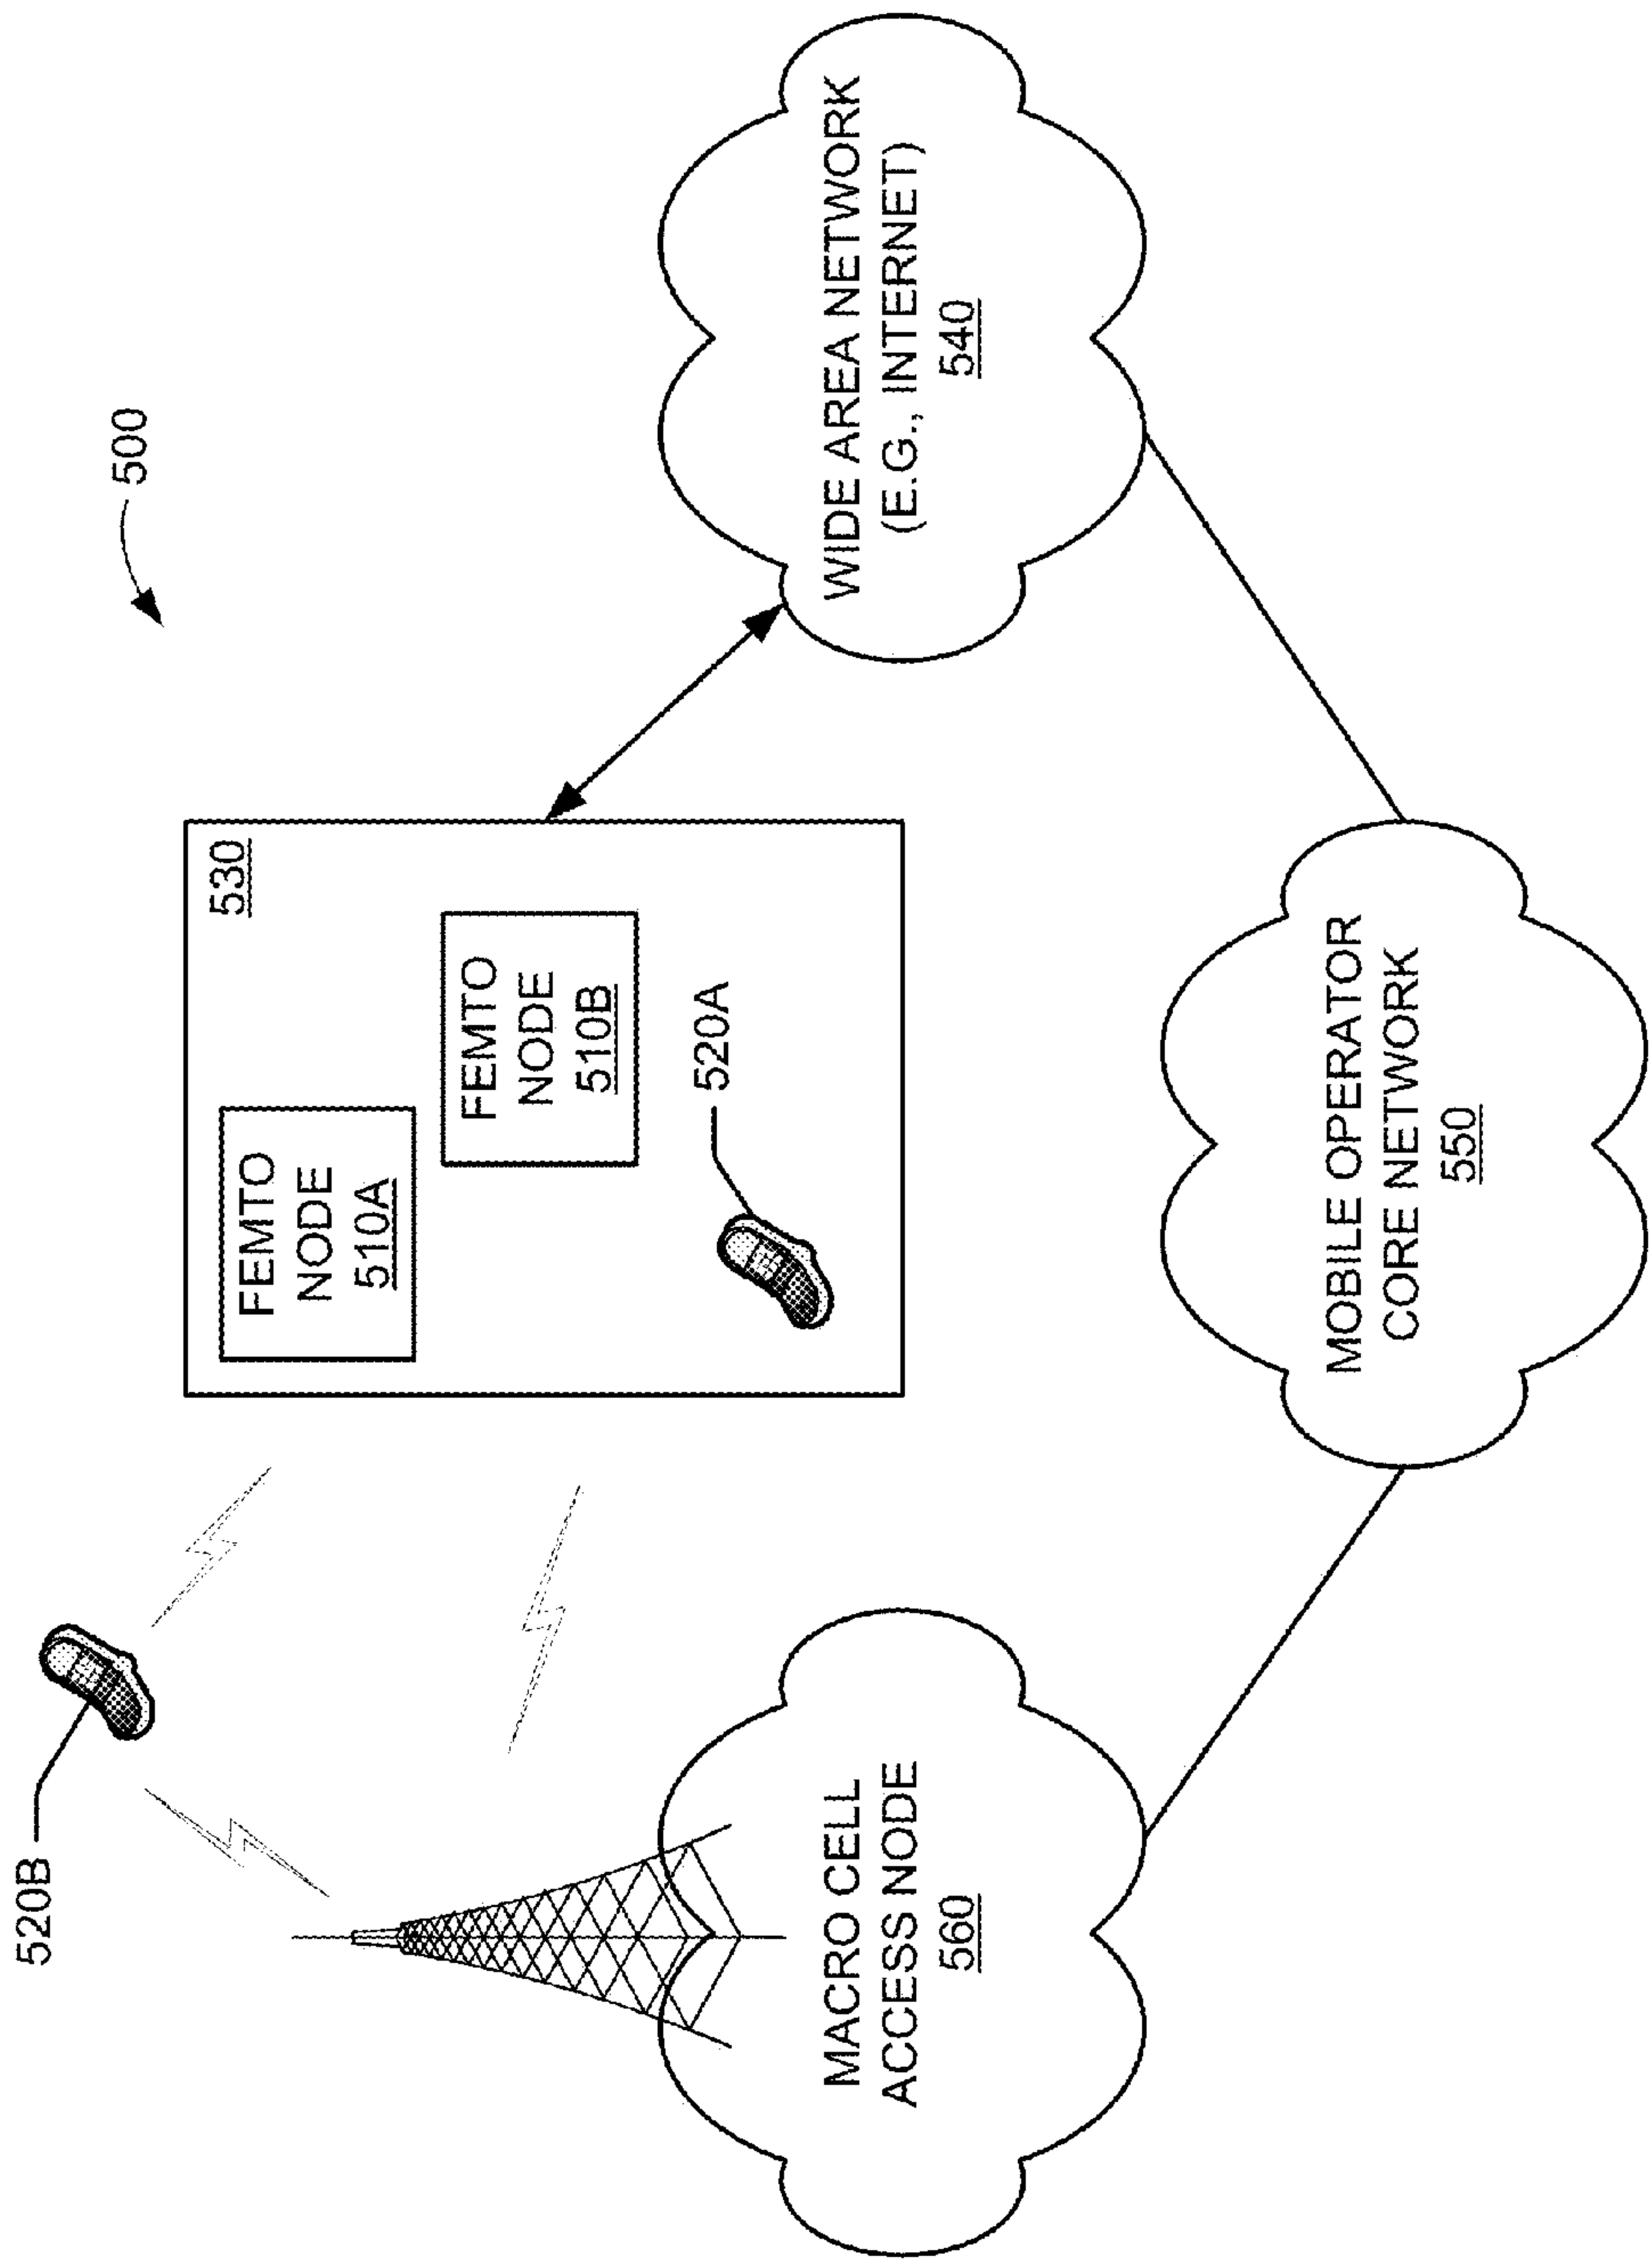 500
520B
530
FEMTO
NODE
510A
FEMTO
NODE
510B
520A
MACRO CELL
ACCESS NODE
560
WIDE AREA NETWORK
(E.G., INTERNET)
540
MOBILE OPERATOR
CORE NETWORK
550